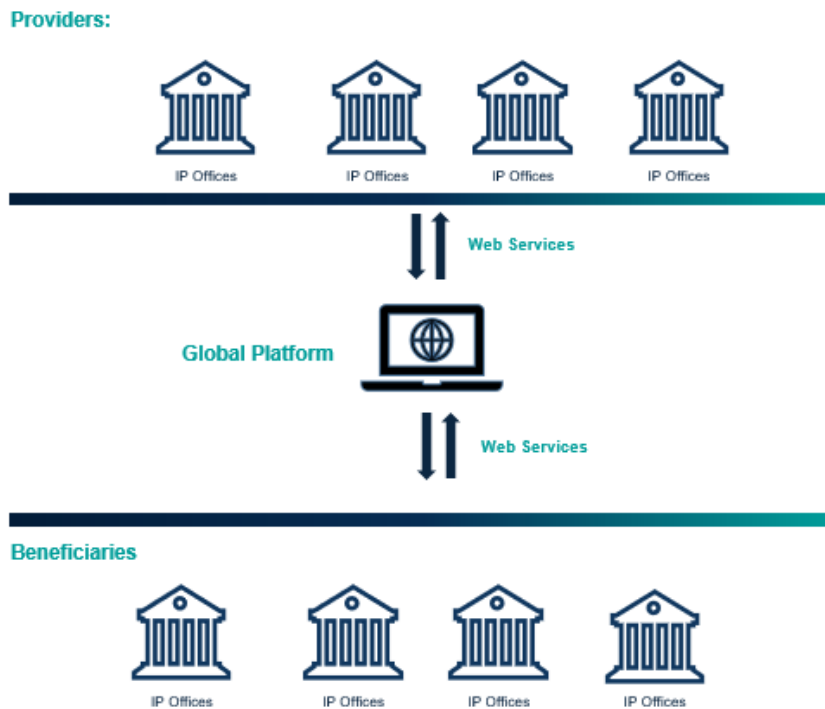 Providers:
IP Offices
IP Offices
IP Offices
IP Offices
Web Services
Global Platform
Web Services
Beneficiaries
IP Offices
IP Offices
IP Offices
IP Offices